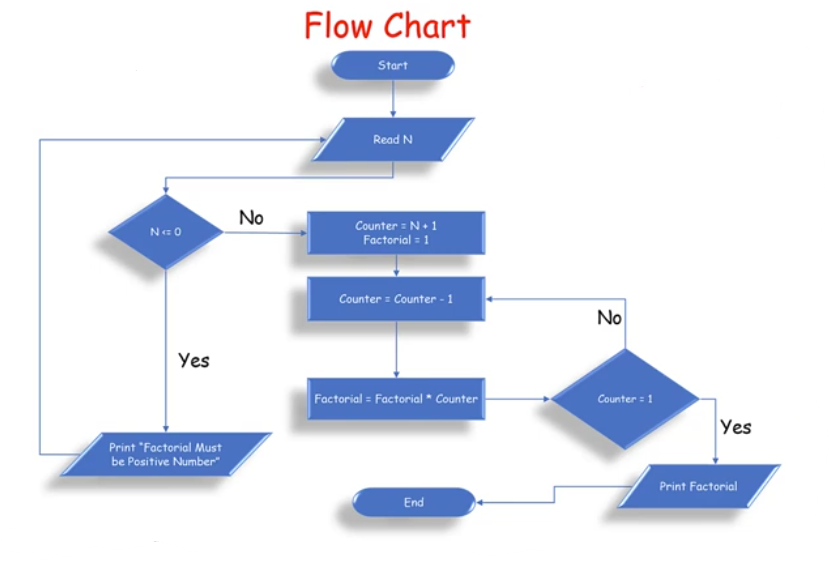 Flow Chart
Start
Read N
N <= 0
No
Counter = N + 1
Factorial = 1
Counter = Counter - 1
No
Yes
Factorial = Factorial * Counter
Counter = 1
Yes
Print "Factorial Must
be Positive Number"
Print Factorial
End